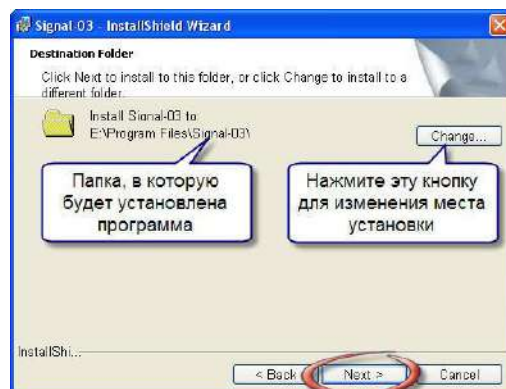 Signal-03 - InstallShield Wizard
Destination Folder
Click Next to install to this folder, or click Change to install to a
different folder.
Install Signal-03 to:
E:\Program Files\Signal-03\
Change...
Папка, в которую
будет установлена
программа
Нажмите эту кнопку
для изменения места
установки
InstallShi...
< Back
Next >
Cancel